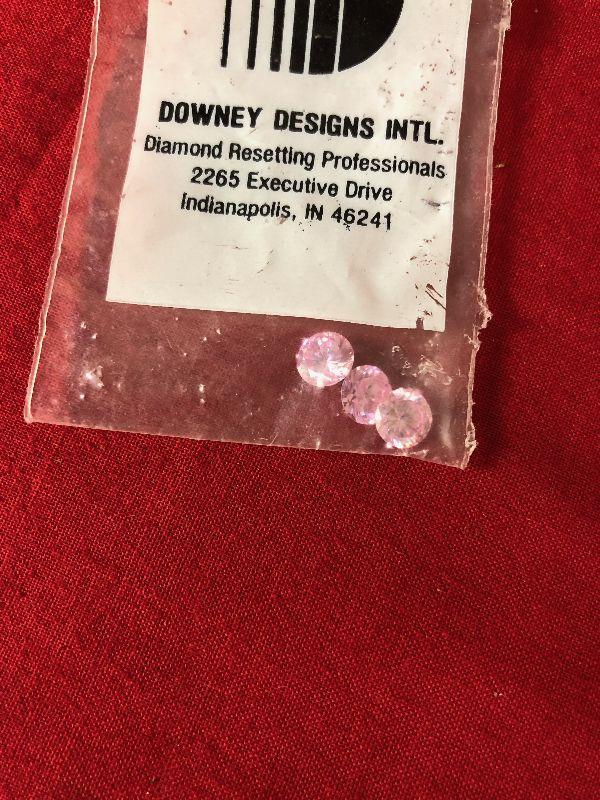 DOWNEY DESIGNS INTL.
Diamond Resetting Professionals
2265 Executive Drive
Indianapolis, IN 46241